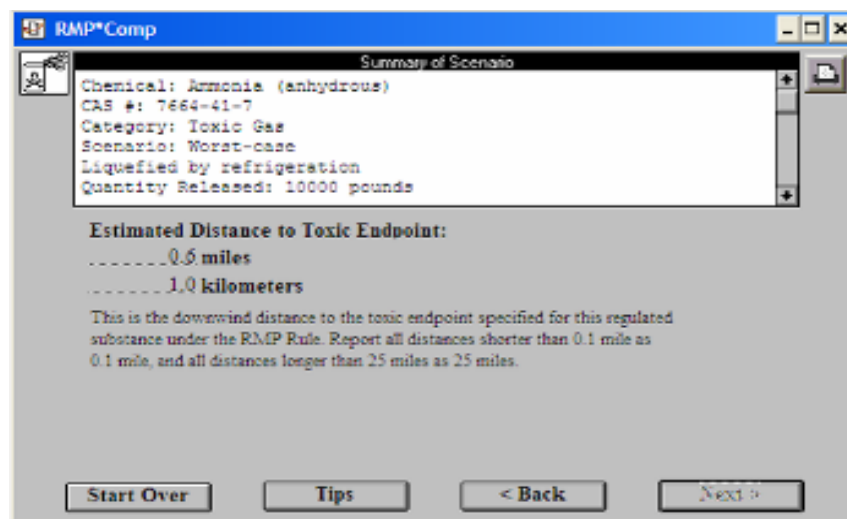 RMP*Comp
Summary of Scenario
Chemical: Ammonia (anhydrous)
CAS #: 7664-41-7
Category: Toxic Gas
Scenario: Worst-case
Liquefied by refrigeration
Quantity Released: 10000 pounds
Estimated Distance to Toxic Endpoint:
0.6 miles
1.0 kilometers
This is the downwind distance to the toxic endpoint specified for this regulated
substance under the RMP Rule. Report all distances shorter than 0.1 mile as
0.1 mile, and all distances longer than 25 miles as 25 miles.
Start Over Tips < Back Next >